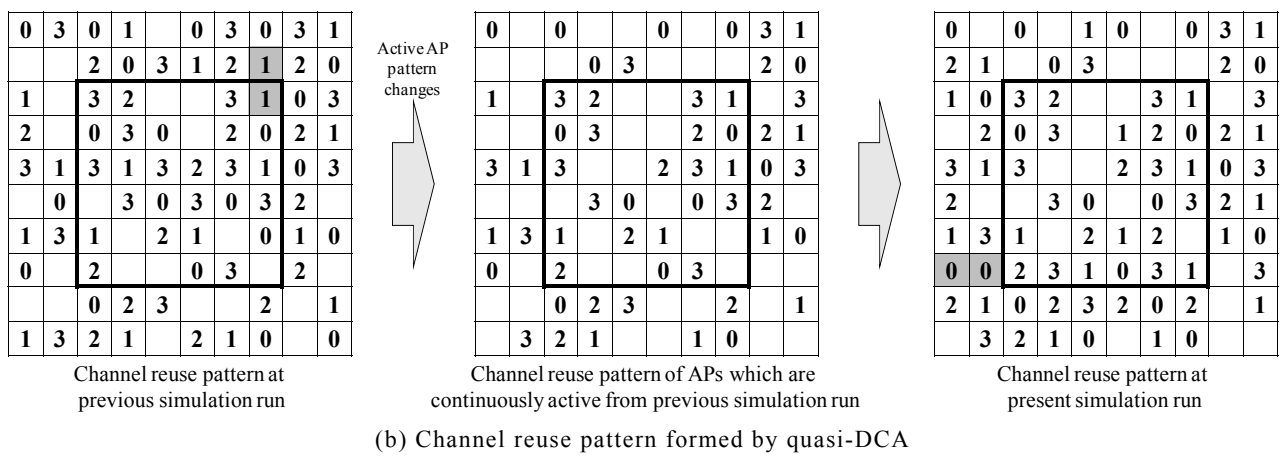 0 3 0 1 0 3 0 3 1
2 0 3 1 2 1 2 0
1 3 2 3 1 0 3
2 0 3 0 2 0 2 1
3 1 3 1 3 2 3 1 0 3
0 3 0 3 0 3 2
1 3 1 2 1 0 1 0
0 2 0 3 2
0 2 3 2 1
1 3 2 1 2 1 0 0
Channel reuse pattern at
previous simulation run
Active AP
pattern
changes
0 0 0 0 3 1
0 3 2 0
1 3 2 3 1 3
0 3 2 0 2 1
3 1 3 2 3 1 0 3
3 0 0 3 2
1 3 1 2 1 1 0
0 2 0 3
0 2 3 2 1
3 2 1 1 0
Channel reuse pattern of APs which are
continuously active from previous simulation run
0 0 1 0 0 3 1
2 1 0 3 2 0
1 0 3 2 3 1 3
2 0 3 1 2 0 2 1
3 1 3 2 3 1 0 3
2 3 0 0 3 2 1
1 3 1 2 1 2 1 0
0 0 2 3 1 0 3 1 3
2 1 0 2 3 2 0 2 1
3 2 1 0 1 0
Channel reuse pattern at
present simulation run
(b) Channel reuse pattern formed by quasi-DCA